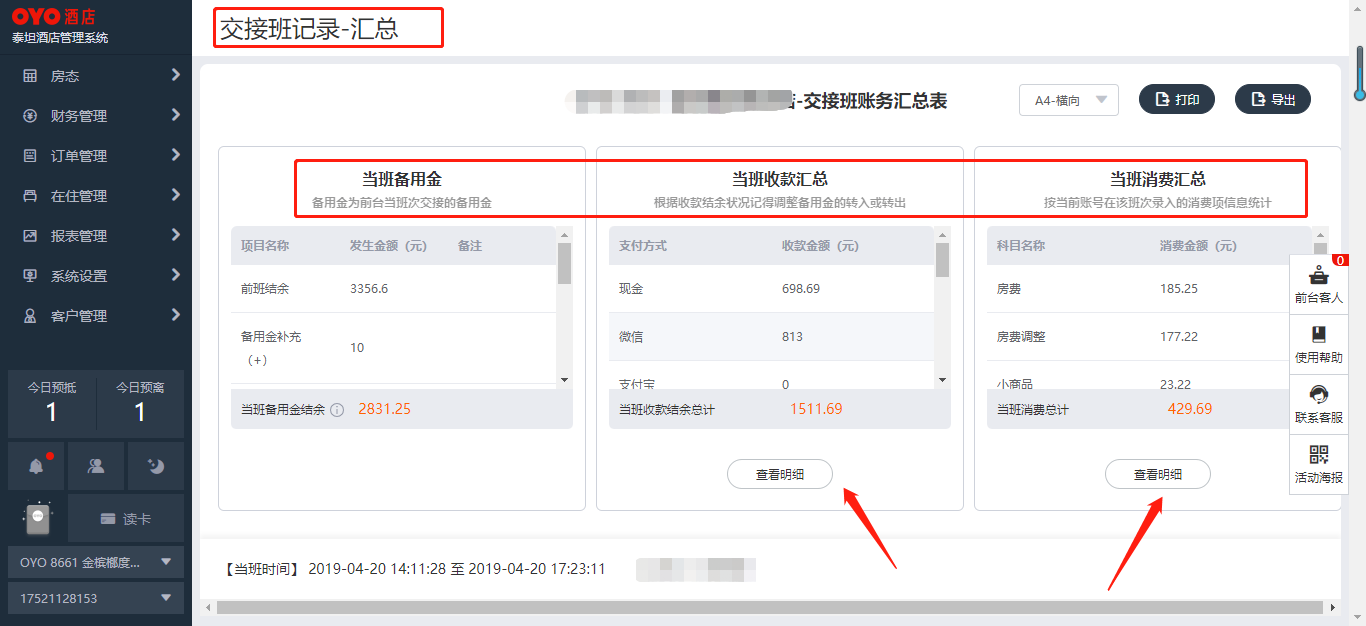 OYO 酒店
泰坦酒店管理系统
房态
财务管理
订单管理
在住管理
报表管理
系统设置
客户管理
今日预抵
1
今日预离
1
读卡
OYO 8661 金槟榔度...
17521128153
交接班记录-汇总
-交接班账务汇总表
A4-横向
打印
导出
当班备用金
备用金为前台当班次交接的备用金
项目名称 发生金额（元） 备注
前班结余 3356.6
备用金补充
（+） 10
当班备用金结余 2831.25
当班收款汇总
根据收款结余状况记得调整备用金的转入或转出
支付方式 收款金额（元）
现金 698.69
微信 813
支付宝 0
当班收款结余总计 1511.69
查看明细
当班消费汇总
按当前账号在该班次录入的消费项信息统计
科目名称 消费金额（元）
房费 185.25
房费调整 177.22
小商品 23.22
当班消费总计 429.69
查看明细
0
前台客人
使用帮助
联系客服
活动海报
【当班时间】 2019-04-20 14:11:28 至 2019-04-20 17:23:11